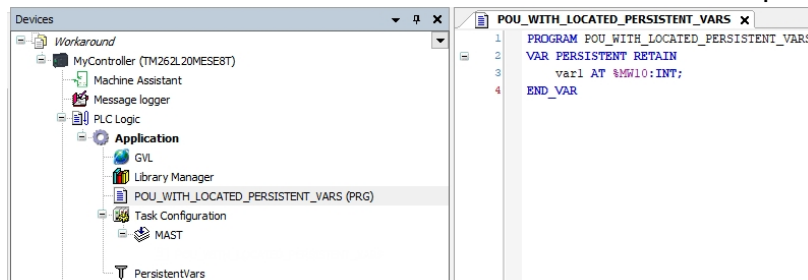 Devices
Workaround
MyController (TM262L20MESE8T)
Machine Assistant
Message logger
PLC Logic
Application
GVL
Library Manager
POU_WITH_LOCATED_PERSISTENT_VARS (PRG)
Task Configuration
MAST
PersistentVars
POU_WITH_LOCATED_PERSISTENT_VARS
1 PROGRAM POU_WITH_LOCATED_PERSISTENT_VARS
2 VAR PERSISTENT RETAIN
3 var1 AT %MW10:INT;
4 END_VAR